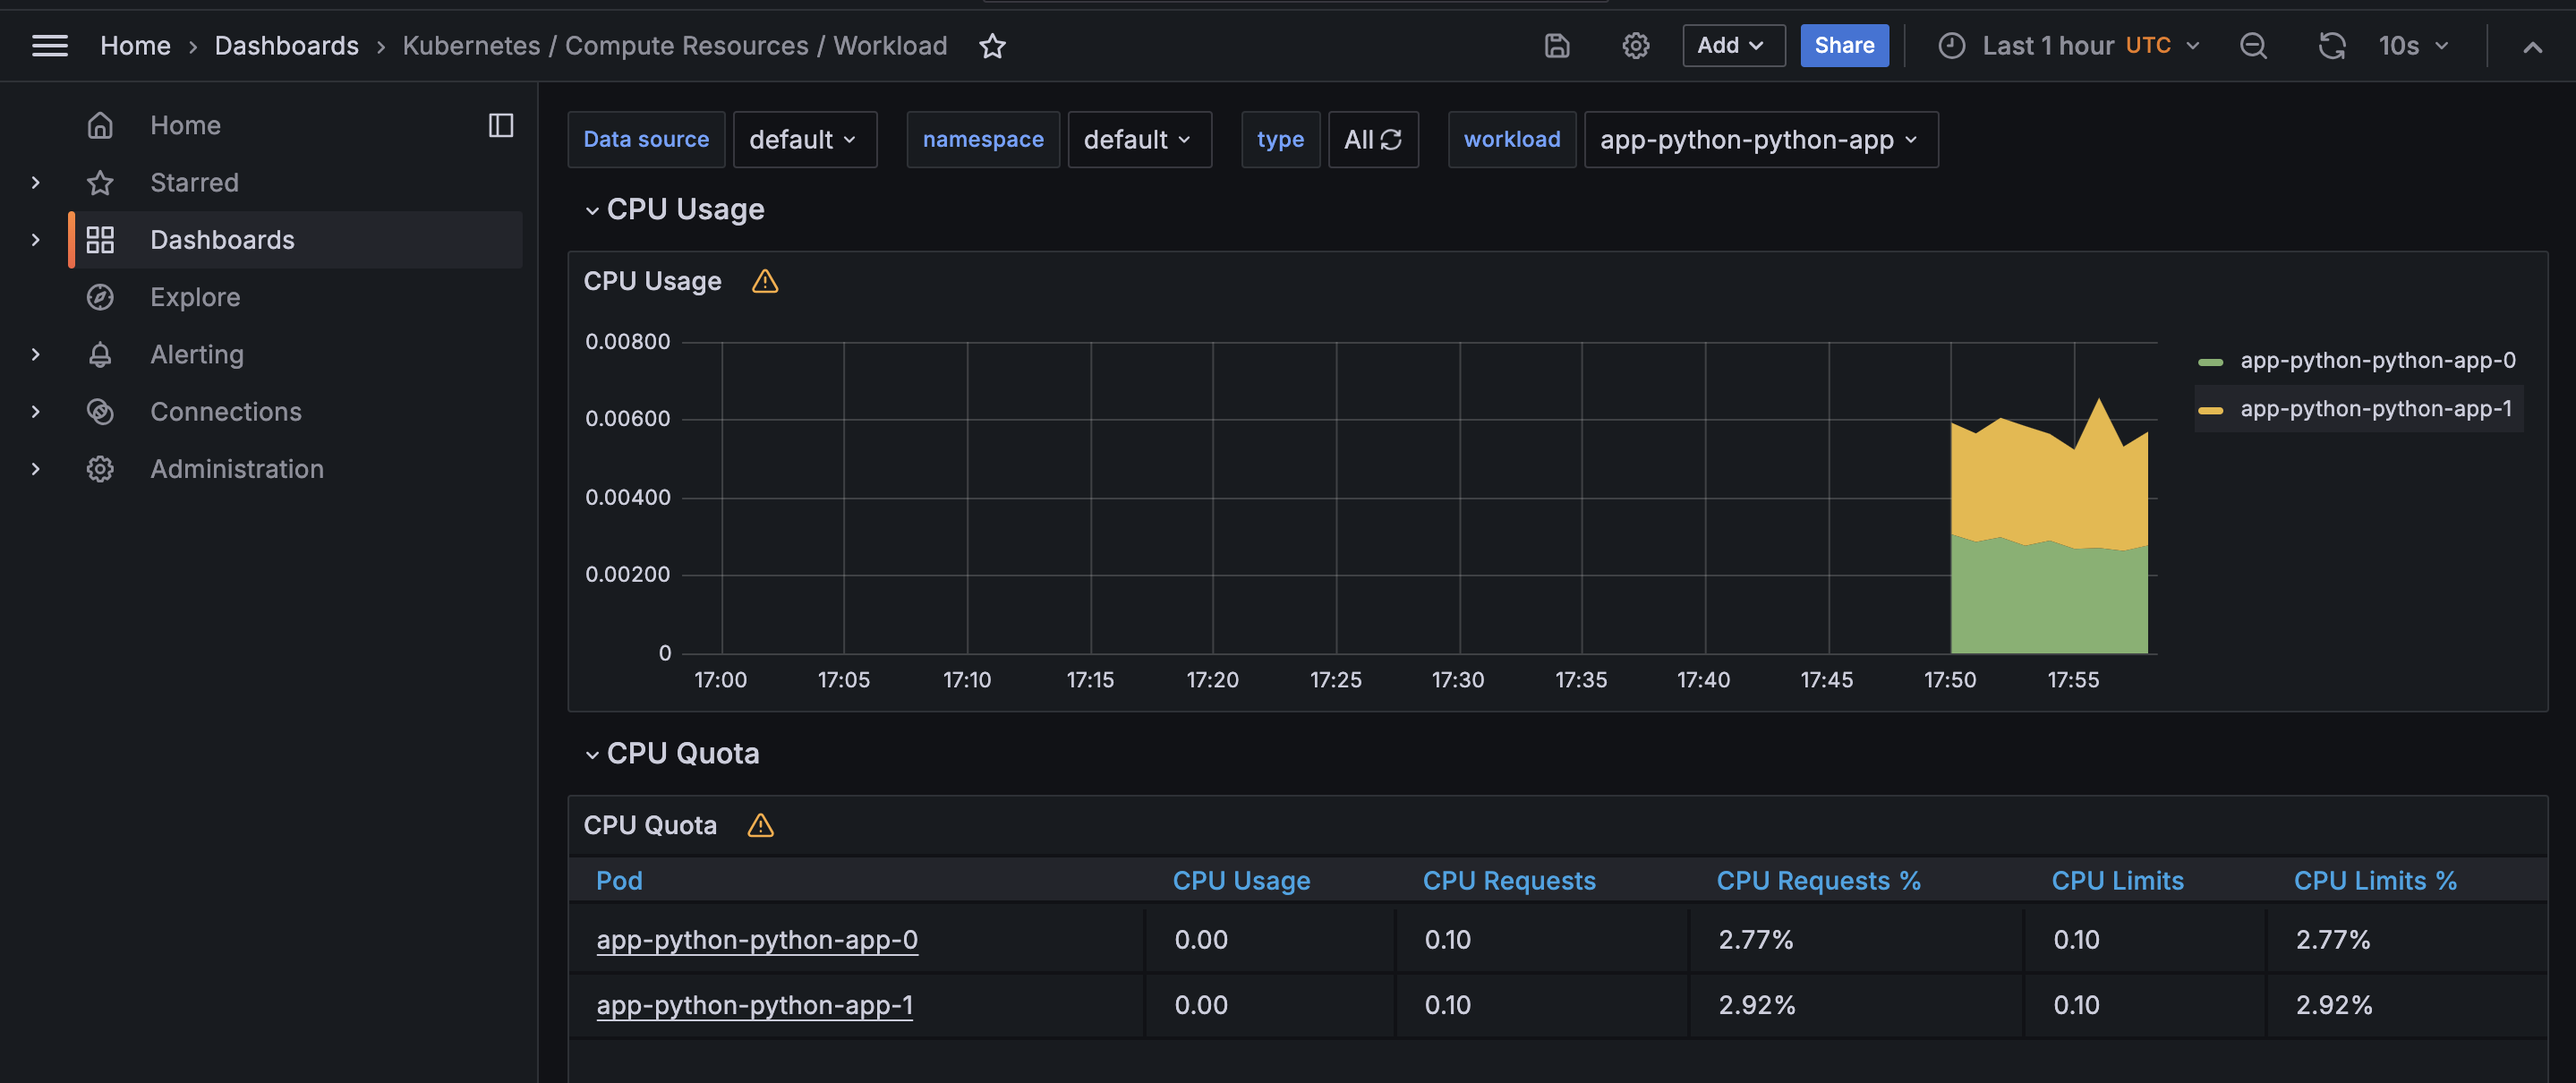 Home › Dashboards › Kubernetes / Compute Resources / Workload
Add
Share
Last 1 hour UTC
10s
Home
Starred
Dashboards
Explore
Alerting
Connections
Administration
Data source default namespace default type All workload app-python-python-app
CPU Usage
CPU Usage
0.00800
0.00600
0.00400
0.00200
0
17:00 17:05 17:10 17:15 17:20 17:25 17:30 17:35 17:40 17:45 17:50 17:55
app-python-python-app-0
app-python-python-app-1
CPU Quota
CPU Quota
Pod CPU Usage CPU Requests CPU Requests % CPU Limits CPU Limits %
app-python-python-app-0 0.00 0.10 2.77% 0.10 2.77%
app-python-python-app-1 0.00 0.10 2.92% 0.10 2.92%